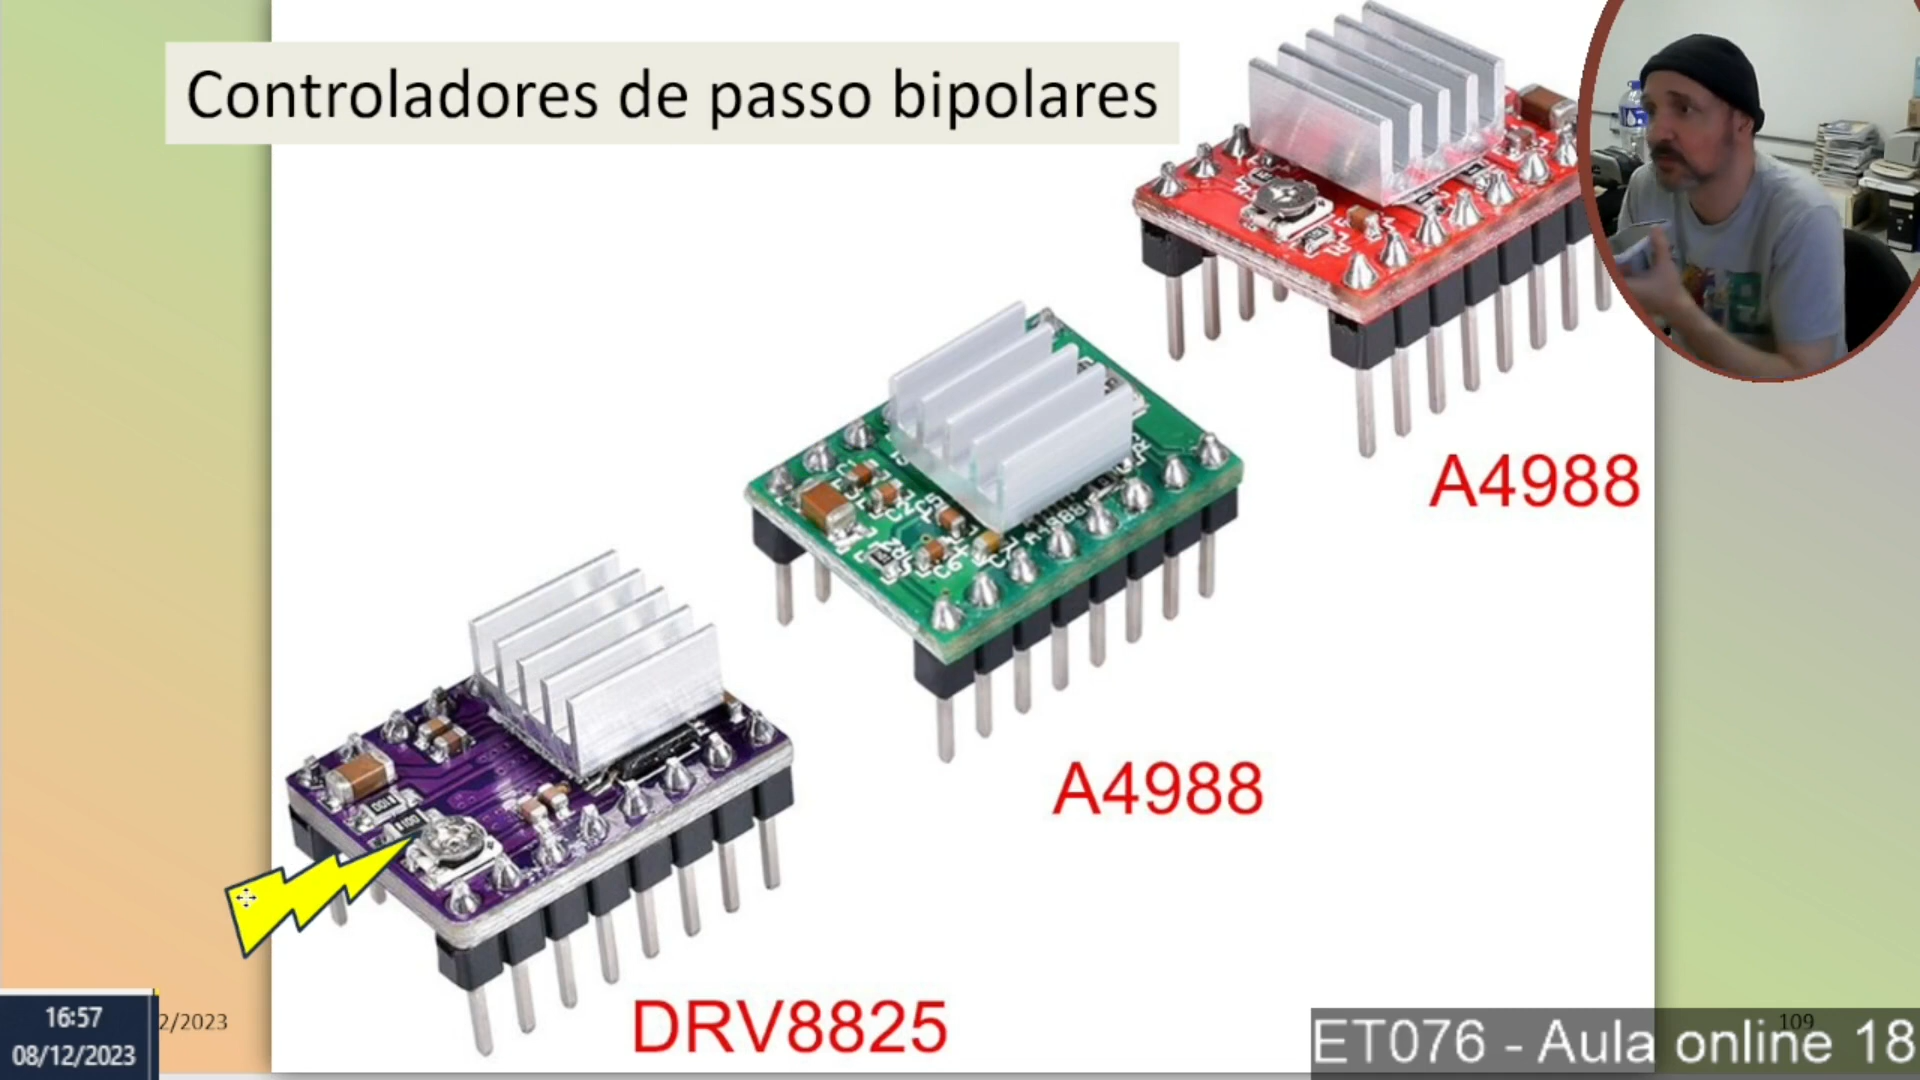 Controladores de passo bipolares
A4988
A4988
DRV8825
16:57
08/12/2023
2/2023
109
ET076 - Aula online 18